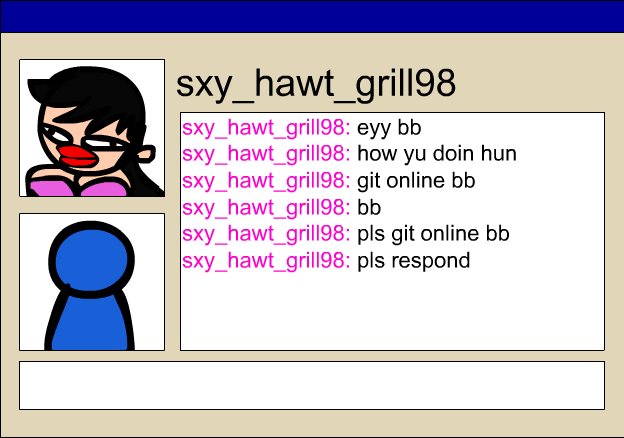 sxy_hawt_grill98
sxy_hawt_grill98: eyy bb
sxy_hawt_grill98: how yu doin hun
sxy_hawt_grill98: git online bb
sxy_hawt_grill98: bb
sxy_hawt_grill98: pls git online bb
sxy_hawt_grill98: pls respond